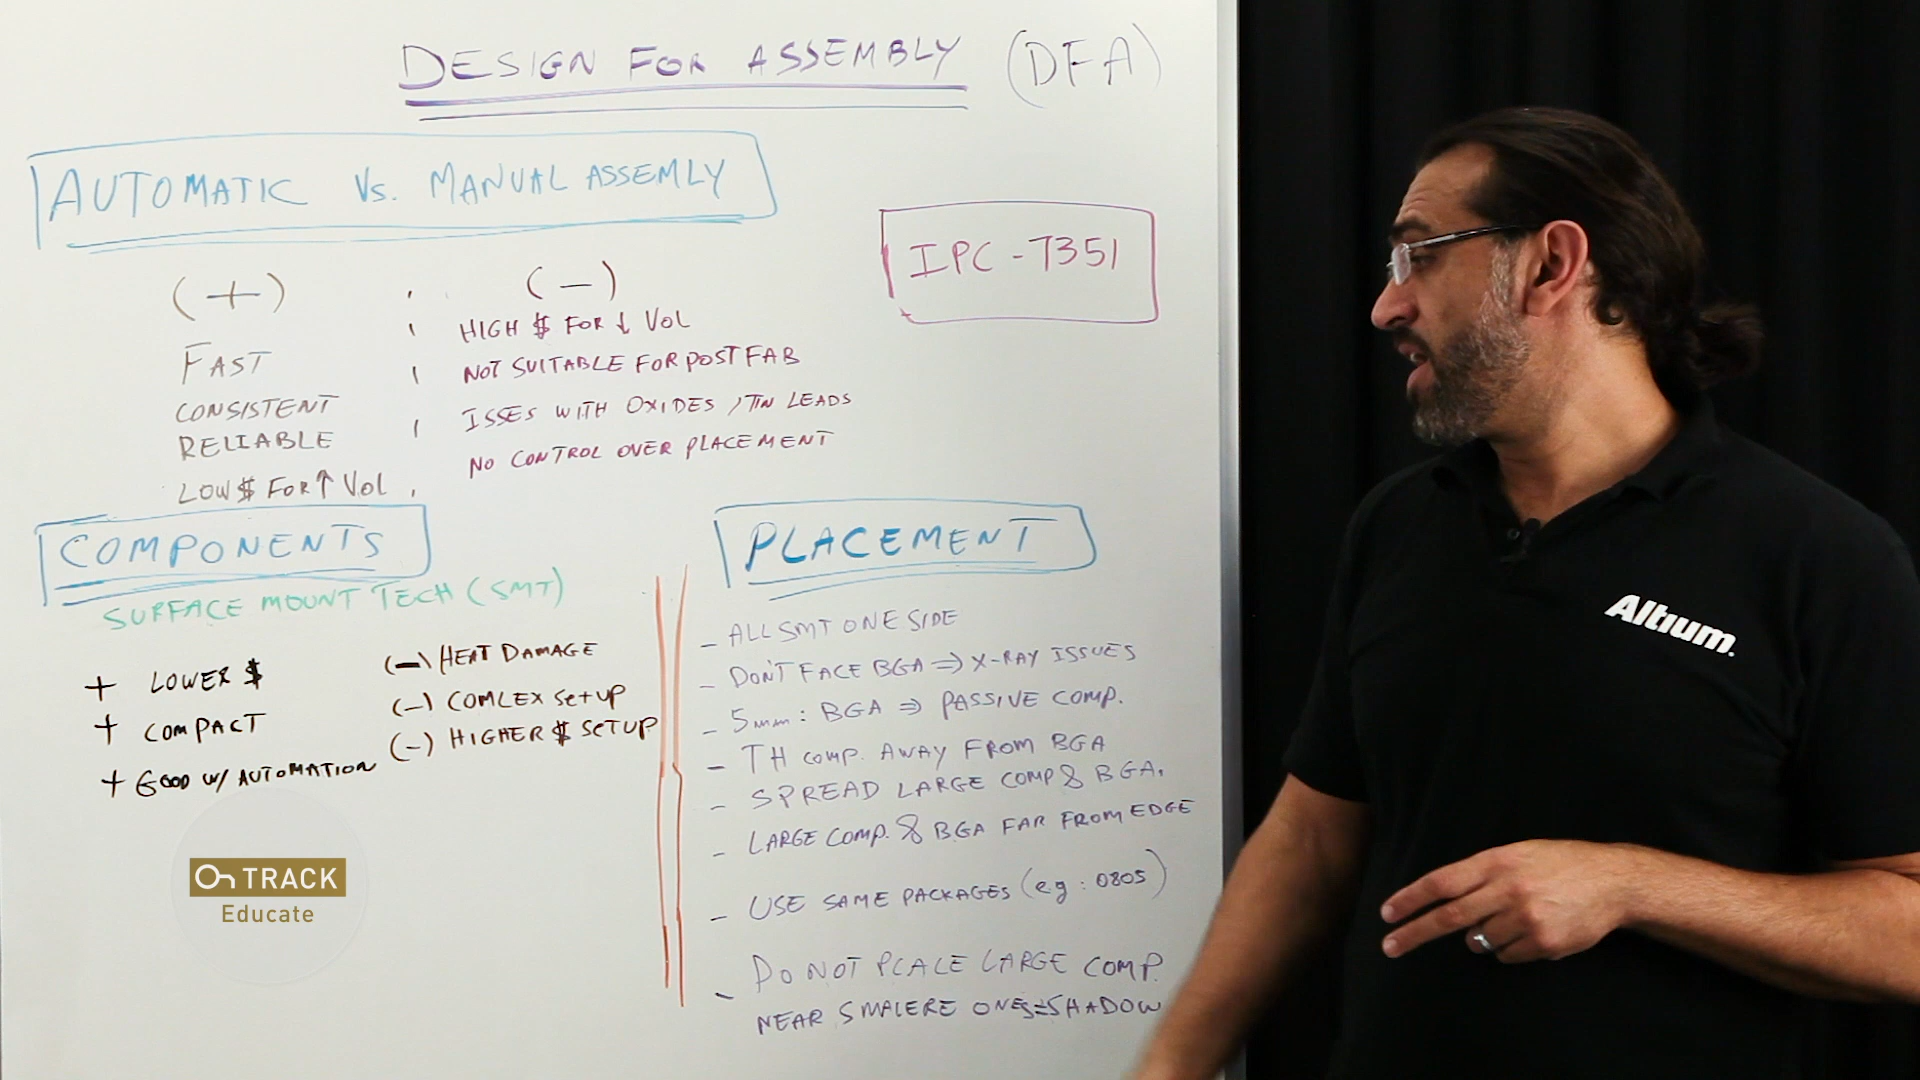 DESIGN FOR ASSEMBLY (DFA)
AUTOMATIC Vs. MANUAL ASSEMLY
IPC-7351
(+)
(-)
FAST
CONSISTENT
RELIABLE
LOW $ FOR ↑ VOL
HIGH $ FOR ↓ VOL
NOT SUITABLE FOR POST FAB
ISSES WITH OXIDES / TIN LEADS
NO CONTROL OVER PLACEMENT
COMPONENTS
SURFACE MOUNT TECH (SMT)
+ LOWER $
+ COMPACT
+ GOOD W/ AUTOMATION
(-) HEAT DAMAGE
(-) COMLEX SETUP
(-) HIGHER $ SETUP
PLACEMENT
- ALL SMT ONE SIDE
- DON'T FACE BGA ⇒ X-RAY ISSUES
- 5mm : BGA ⇒ PASSIVE COMP.
- TH COMP. AWAY FROM BGA
- SPREAD LARGE COMP & BGA.
- LARGE COMP. & BGA FAR FROM EDGE
- USE SAME PACKAGES (eg : 0805)
- DO NOT PLALE LARGE COMP.
NEAR SMALERE ONES = SHADOW
On TRACK
Educate
Altium.